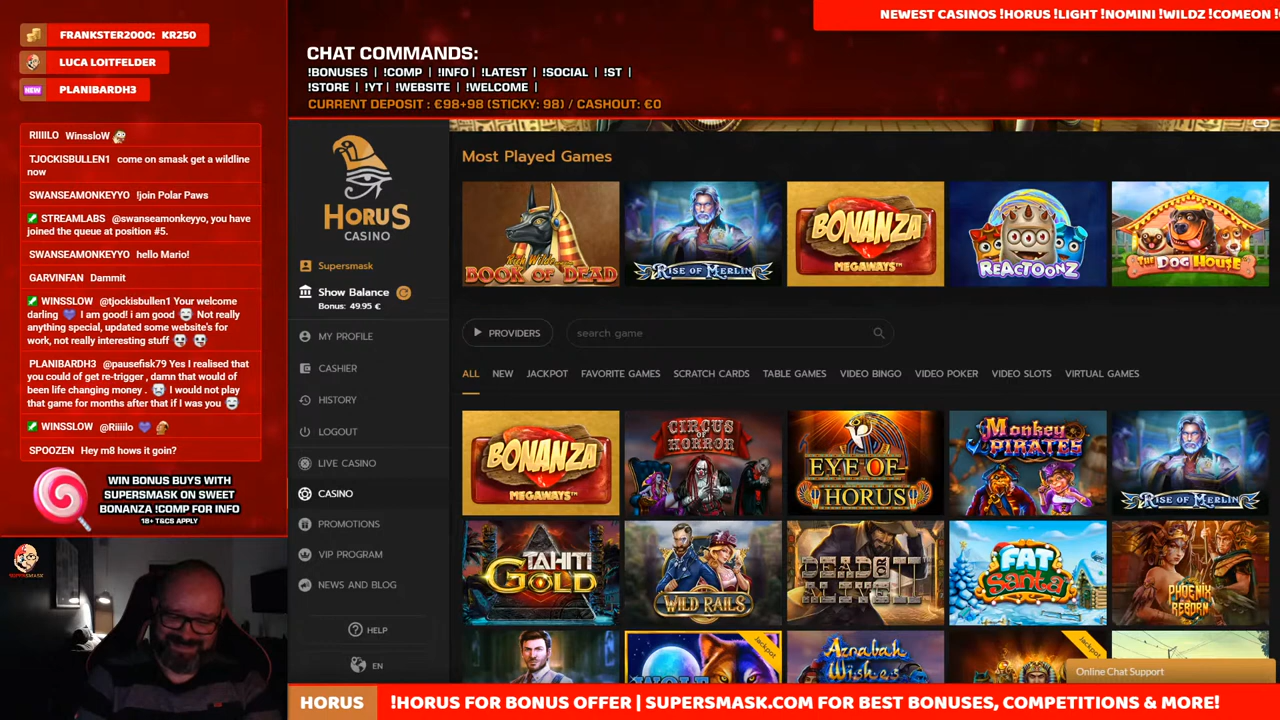 FRANKSTER2000: KR250
LUCA LOITFELDER
NEW PLANIBARDH3
RIIIILO WinssloW
TJOCKISBULLEN1 come on smask get a wildline
now
SWANSEAMONKEYYO !join Polar Paws
STREAMLABS @swanseamonkeyyo, you have
joined the queue at position #5.
SWANSEAMONKEYYO hello Mario!
GARVINFAN Dammit
WINSSLOW @tjockisbullen1 Your welcome
darling I am good! i am good Not really
anything special, updated some website's for
work, not really interesting stuff
PLANIBARDH3 @pausefisk79 Yes I realised that
you could of get re-trigger , damn that would of
been life changing money . I would not play
that game for months after that if I was you
WINSSLOW @Riiiilo
SPOOZEN Hey m8 hows it goin?
WIN BONUS BUYS WITH
SUPERSMASK ON SWEET
BONANZA !COMP FOR INFO
18+ T&CS APPLY
SUPERSMASK
NEWEST CASINOS !HORUS !LIGHT !NOMINI !WILDZ !COMEON
CHAT COMMANDS:
!BONUSES | !COMP | !INFO | !LATEST | !SOCIAL | !ST |
!STORE | !YT | !WEBSITE | !WELCOME |
CURRENT DEPOSIT : €98+98 (STICKY: 98) / CASHOUT: €0
HORUS
CASINO
Supersmask
Show Balance
Bonus: 49.95 €
MY PROFILE
CASHIER
HISTORY
LOGOUT
LIVE CASINO
CASINO
PROMOTIONS
VIP PROGRAM
NEWS AND BLOG
HELP
EN
Most Played Games
Rich Wilde BOOK OF DEAD
RISE OF MERLIN
BONANZA MEGAWAYS™
REACTOONZ
THE DOG HOUSE
PROVIDERS
search game
ALL NEW JACKPOT FAVORITE GAMES SCRATCH CARDS TABLE GAMES VIDEO BINGO VIDEO POKER VIDEO SLOTS VIRTUAL GAMES
BONANZA MEGAWAYS™
CIRCUS OF HORROR
EYE OF HORUS
Monkey PIRATES
RISE OF MERLIN
TAHITI GOLD
WILD RAILS
DEAD OR ALIVE II
FAT Santa
PHOENIX REBORN
WOLF
Jackpot
Azrabah Wishes
Jackpot
Online Chat Support
HORUS
!HORUS FOR BONUS OFFER | SUPERSMASK.COM FOR BEST BONUSES, COMPETITIONS & MORE!